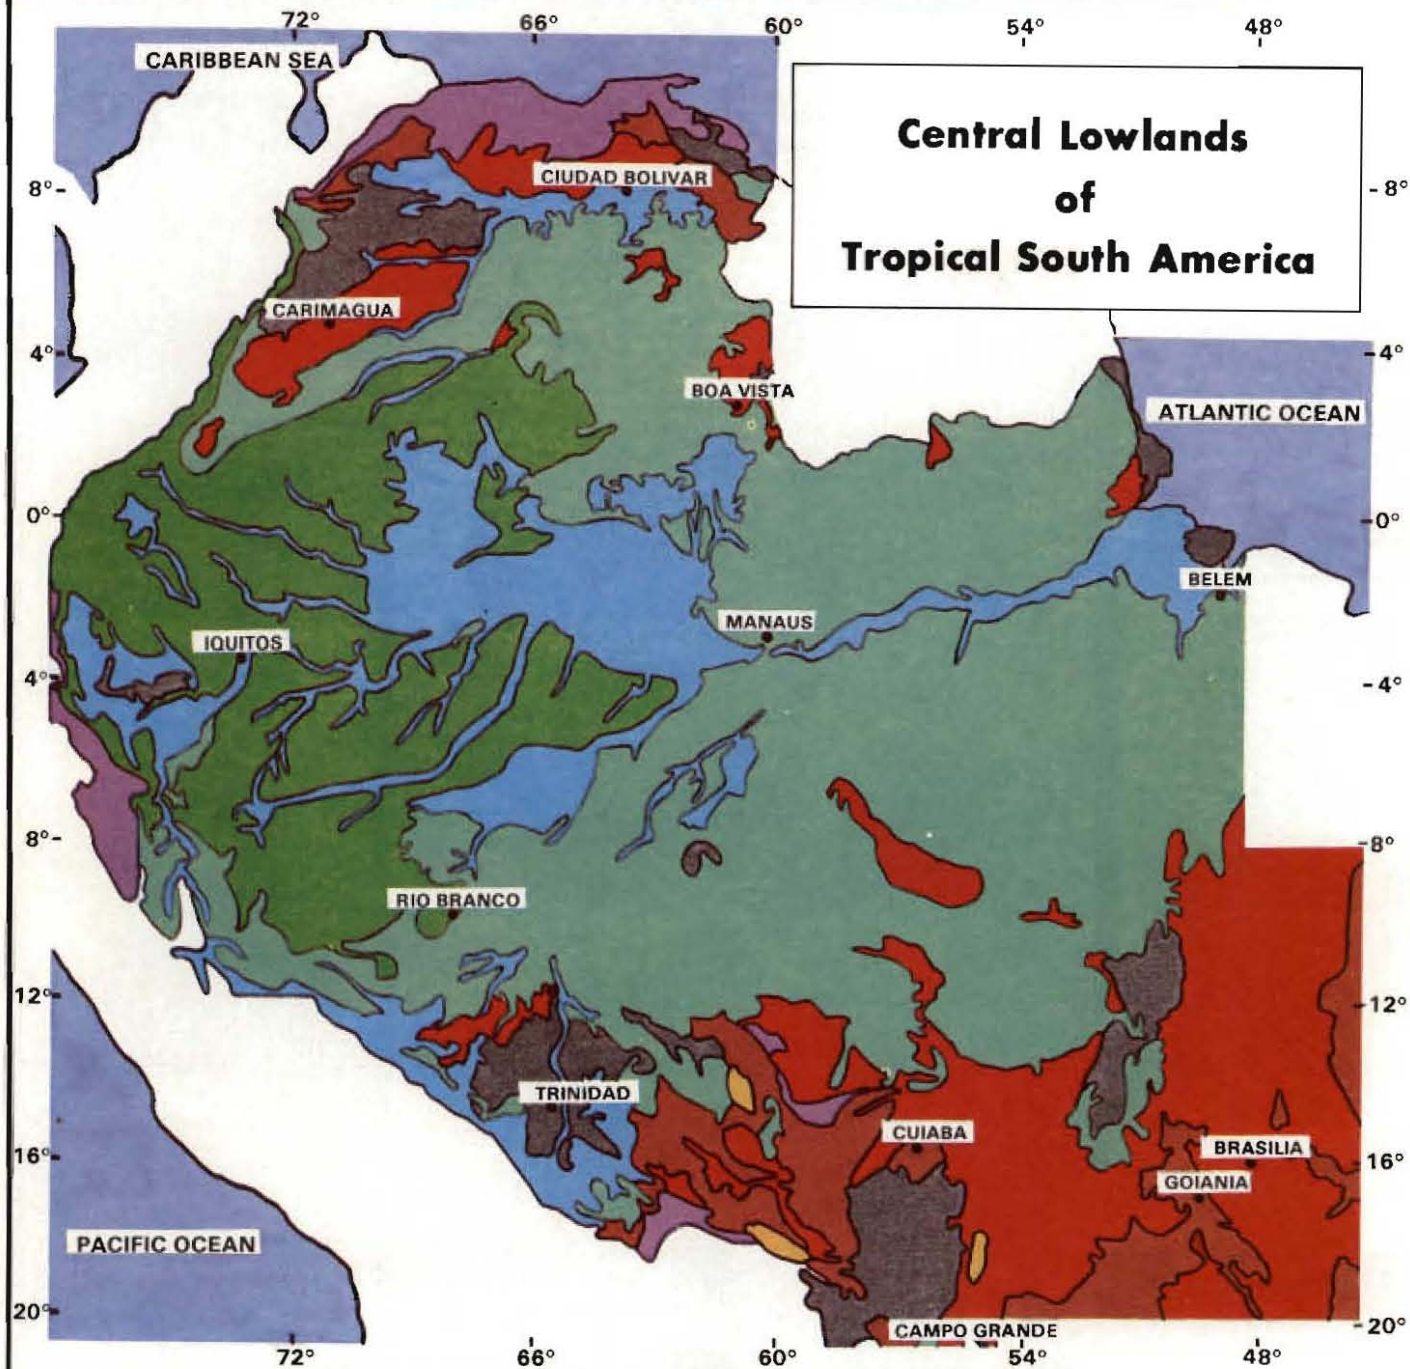 72°
66°
60°
54°
48°
CARIBBEAN SEA
Central Lowlands
of
Tropical South America
8°
CIUDAD BOLIVAR
8°
CARIMAGUA
4°
4°
BOA VISTA
ATLANTIC OCEAN
0°
0°
BELEM
MANAUS
IQUITOS
4°
4°
8°
8°
RIO BRANCO
12°
12°
TRINIDAD
CUIABA
BRASILIA
16°
16°
GOIANIA
PACIFIC OCEAN
20°
20°
CAMPO GRANDE
72°
66°
60°
54°
48°